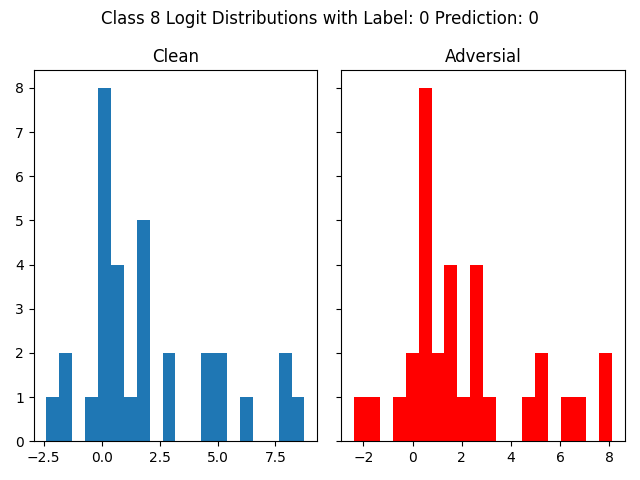 Class 8 Logit Distributions with Label: 0 Prediction: 0
Clean
Adversial
8
7
6
5
4
3
2
1
0
−2.5 0.0 2.5 5.0 7.5
−2 0 2 4 6 8